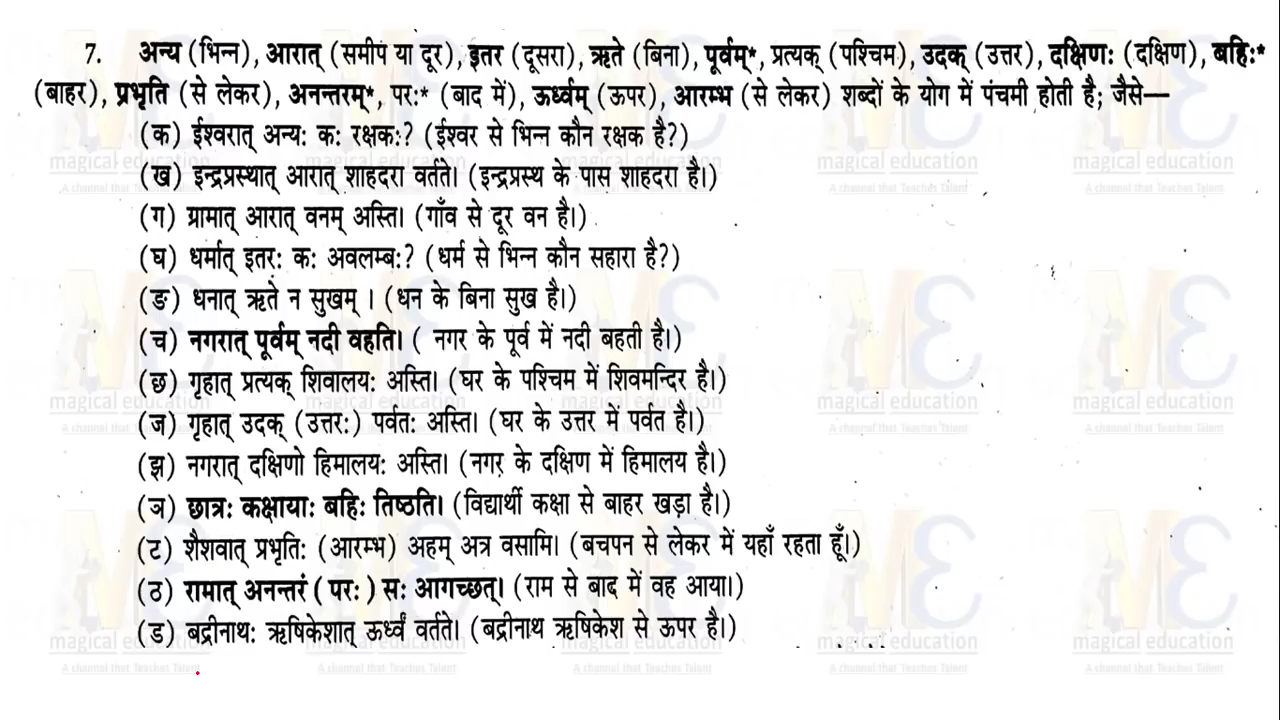 7. अन्य (भिन्न), आरात् (समीप या दूर), इतर (दूसरा), ऋते (बिना), पूर्वम्*, प्रत्यक् (पश्चिम), उदक् (उत्तर), दक्षिणः (दक्षिण), बहिः*
(बाहर), प्रभृति (से लेकर), अनन्तरम्*, परः* (बाद में), ऊर्ध्वम् (ऊपर), आरम्भ (से लेकर) शब्दों के योग में पंचमी होती है; जैसे—
(क) ईश्वरात् अन्यः कः रक्षकः? (ईश्वर से भिन्न कौन रक्षक है?)
(ख) इन्द्रप्रस्थात् आरात् शाहदरा वर्तते। (इन्द्रप्रस्थ के पास शाहदरा है।)
(ग) ग्रामात् आरात् वनम् अस्ति। (गाँव से दूर वन है।)
(घ) धर्मात् इतरः कः अवलम्बः? (धर्म से भिन्न कौन सहारा है?)
(ङ) धनात् ऋते न सुखम् । (धन के बिना सुख है।)
(च) नगरात् पूर्वम् नदी वहति। ( नगर के पूर्व में नदी बहती है।)
(छ) गृहात् प्रत्यक् शिवालयः अस्ति। (घर के पश्चिम में शिवमन्दिर है।)
(ज) गृहात् उदक् (उत्तरः) पर्वतः अस्ति। (घर के उत्तर में पर्वत है।)
(झ) नगरात् दक्षिणो हिमालयः अस्ति। (नगर के दक्षिण में हिमालय है।)
(ञ) छात्रः कक्षायाः बहिः तिष्ठति। (विद्यार्थी कक्षा से बाहर खड़ा है।)
(ट) शैशवात् प्रभृतिः (आरम्भ) अहम् अत्र वसामि। (बचपन से लेकर में यहाँ रहता हूँ।)
(ठ) रामात् अनन्तरं ( परः ) सः आगच्छत्। (राम से बाद में वह आया।)
(ड) बद्रीनाथः ऋषिकेशात् ऊर्ध्वं वर्तते। (बद्रीनाथ ऋषिकेश से ऊपर है।)
magical education
A channel that Teaches Talent